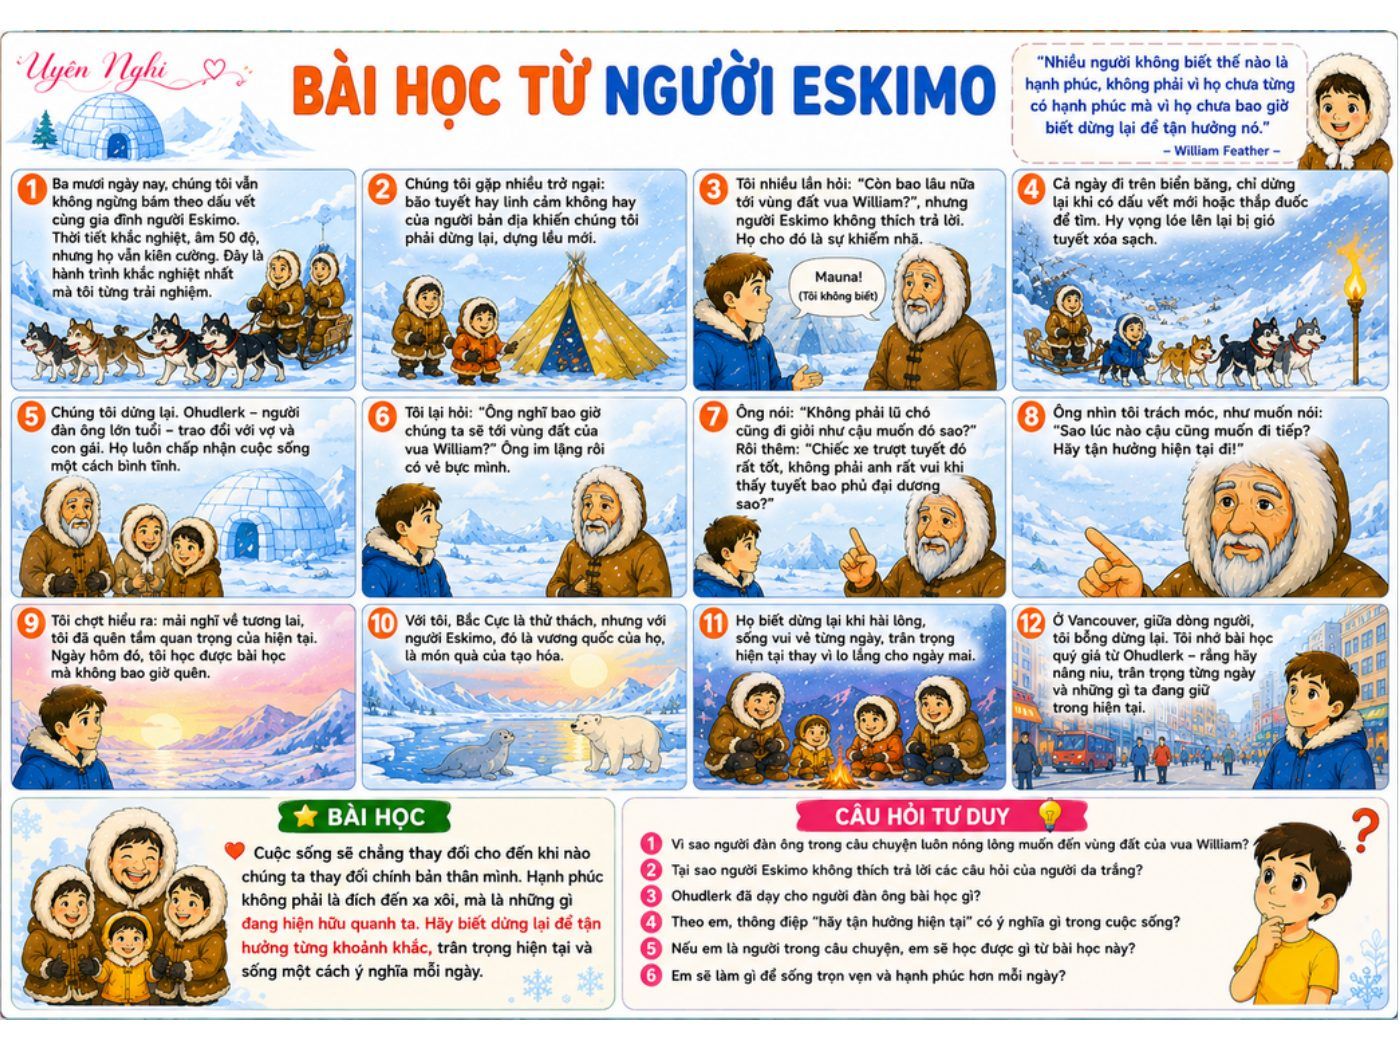 Uyên Nghi
BÀI HỌC TỪ NGƯỜI ESKIMO
“Nhiều người không biết thế nào là
hạnh phúc, không phải vì họ chưa từng
có hạnh phúc mà vì họ chưa bao giờ
biết dừng lại để tận hưởng nó.”
– William Feather –
1
Ba mươi ngày nay, chúng tôi vẫn
không ngừng bám theo dấu vết
cùng gia đình người Eskimo.
Thời tiết khắc nghiệt, âm 50 độ,
nhưng họ vẫn kiên cường. Đây là
hành trình khắc nghiệt nhất
mà tôi từng trải nghiệm.
2
Chúng tôi gặp nhiều trở ngại:
bão tuyết hay linh cảm không hay
của người bản địa khiến chúng tôi
phải dừng lại, dựng lều mới.
3
Tôi nhiều lần hỏi: “Còn bao lâu nữa
tới vùng đất vua William?”, nhưng
người Eskimo không thích trả lời.
Họ cho đó là sự khiếm nhã.
Mauna!
(Tôi không biết)
4
Cả ngày đi trên biển băng, chỉ dừng
lại khi có dấu vết mới hoặc thắp đuốc
để tìm. Hy vọng lóe lên lại bị gió
tuyết xóa sạch.
5
Chúng tôi dừng lại. Ohudlerk – người
đàn ông lớn tuổi – trao đổi với vợ và
con gái. Họ luôn chấp nhận cuộc sống
một cách bình tĩnh.
6
Tôi lại hỏi: “Ông nghĩ bao giờ
chúng ta sẽ tới vùng đất của
vua William?” Ông im lặng rồi
có vẻ bực mình.
7
Ông nói: “Không phải lũ chó
cũng đi giỏi như cậu muốn đó sao?”
Rồi thêm: “Chiếc xe trượt tuyết đó
rất tốt, không phải anh rất vui khi
thấy tuyết bao phủ đại dương
sao?”
8
Ông nhìn tôi trách móc, như muốn nói:
“Sao lúc nào cậu cũng muốn đi tiếp?
Hãy tận hưởng hiện tại đi!”
9
Tôi chợt hiểu ra: mải nghĩ về tương lai,
tôi đã quên tầm quan trọng của hiện tại.
Ngày hôm đó, tôi học được bài học
mà không bao giờ quên.
10
Với tôi, Bắc Cực là thử thách, nhưng với
người Eskimo, đó là vương quốc của họ,
là món quà của tạo hóa.
11
Họ biết dừng lại khi hài lòng,
sống vui vẻ từng ngày, trân trọng
hiện tại thay vì lo lắng cho ngày mai.
12
Ở Vancouver, giữa dòng người,
tôi bỗng dừng lại. Tôi nhớ bài học
quý giá từ Ohudlerk – rằng hãy
nâng niu, trân trọng từng ngày
và những gì ta đang giữ
trong hiện tại.
BÀI HỌC
Cuộc sống sẽ chẳng thay đổi cho đến khi nào
chúng ta thay đổi chính bản thân mình. Hạnh phúc
không phải là đích đến xa xôi, mà là những gì
đang hiện hữu quanh ta. Hãy biết dừng lại để tận
hưởng từng khoảnh khắc, trân trọng hiện tại và
sống một cách ý nghĩa mỗi ngày.
CÂU HỎI TƯ DUY
1 Vì sao người đàn ông trong câu chuyện luôn nóng lòng muốn đến vùng đất của vua William?
2 Tại sao người Eskimo không thích trả lời các câu hỏi của người da trắng?
3 Ohudlerk đã dạy cho người đàn ông bài học gì?
4 Theo em, thông điệp “hãy tận hưởng hiện tại” có ý nghĩa gì trong cuộc sống?
5 Nếu em là người trong câu chuyện, em sẽ học được gì từ bài học này?
6 Em sẽ làm gì để sống trọn vẹn và hạnh phúc hơn mỗi ngày?
?